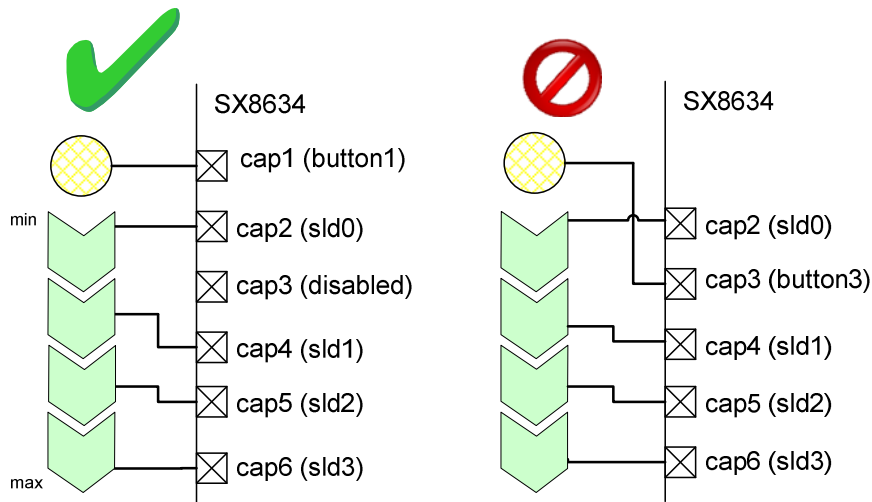 SX8634
cap1 (button1)
min
cap2 (sld0)
cap3 (disabled)
cap4 (sld1)
cap5 (sld2)
cap6 (sld3)
max
SX8634
cap2 (sld0)
cap3 (button3)
cap4 (sld1)
cap5 (sld2)
cap6 (sld3)